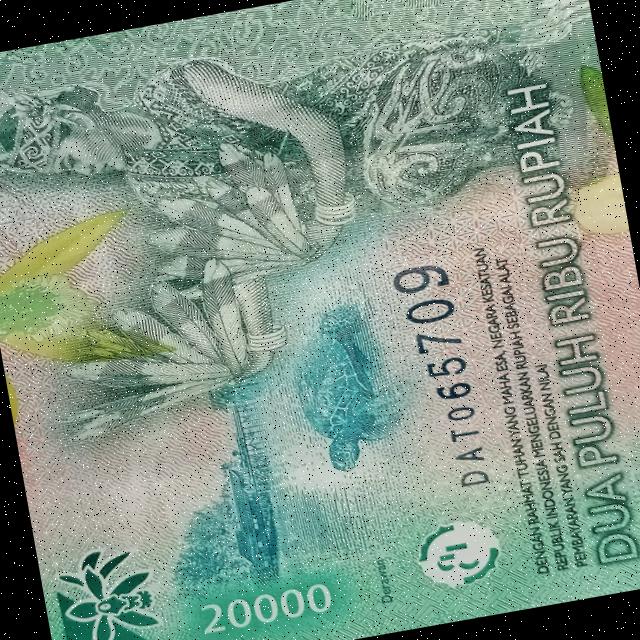 DAT065709
DENGAN RAHMAT TUHAN YANG MAHA ESA, NEGARA KESATUAN
REPUBLIK INDONESIA MENGELUARKAN RUPIAH SEBAGAI ALAT
PEMBAYARAN YANG SAH DENGAN NILAI
DUA PULUH RIBU RUPIAH
Derawan
20000